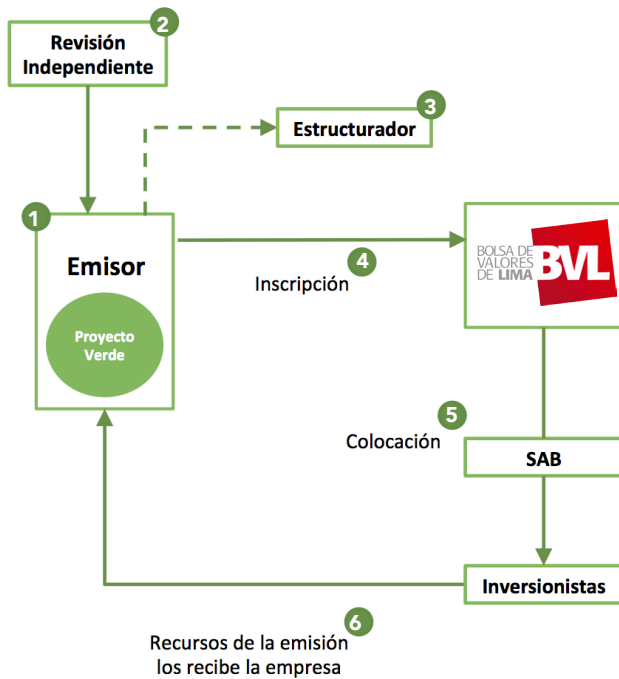 2
Revisión
Independiente
3
Estructurador
1
Emisor
Proyecto
Verde
4
Inscripción
BOLSA DE
VALORES
DE LIMA
BVL
5
Colocación
SAB
Inversionistas
6
Recursos de la emisión
los recibe la empresa